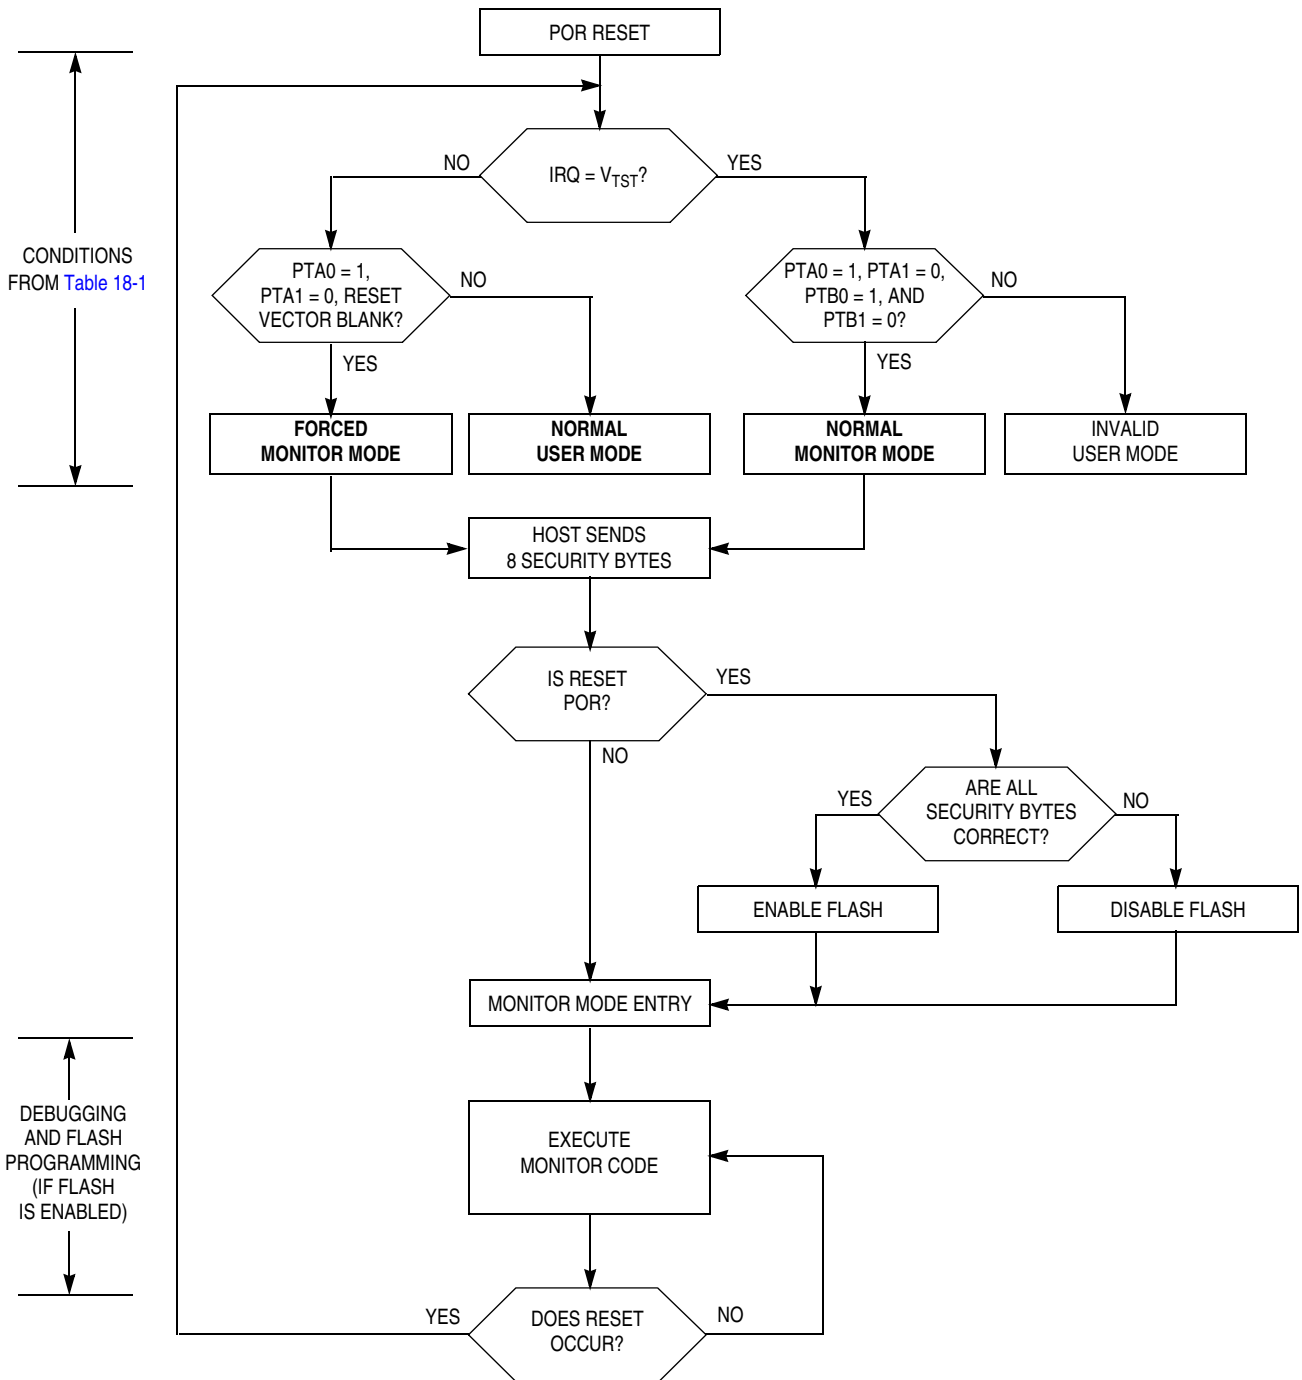 POR RESET
NO
IRQ = VTST?
YES
CONDITIONS
FROM Table 18-1
PTA0 = 1,
PTA1 = 0, RESET
VECTOR BLANK?
NO
YES
PTA0 = 1, PTA1 = 0,
PTB0 = 1, AND
PTB1 = 0?
NO
YES
FORCED
MONITOR MODE
NORMAL
USER MODE
NORMAL
MONITOR MODE
INVALID
USER MODE
HOST SENDS
8 SECURITY BYTES
IS RESET
POR?
YES
NO
YES
ARE ALL
SECURITY BYTES
CORRECT?
NO
ENABLE FLASH
DISABLE FLASH
MONITOR MODE ENTRY
DEBUGGING
AND FLASH
PROGRAMMING
(IF FLASH
IS ENABLED)
EXECUTE
MONITOR CODE
YES
DOES RESET
OCCUR?
NO